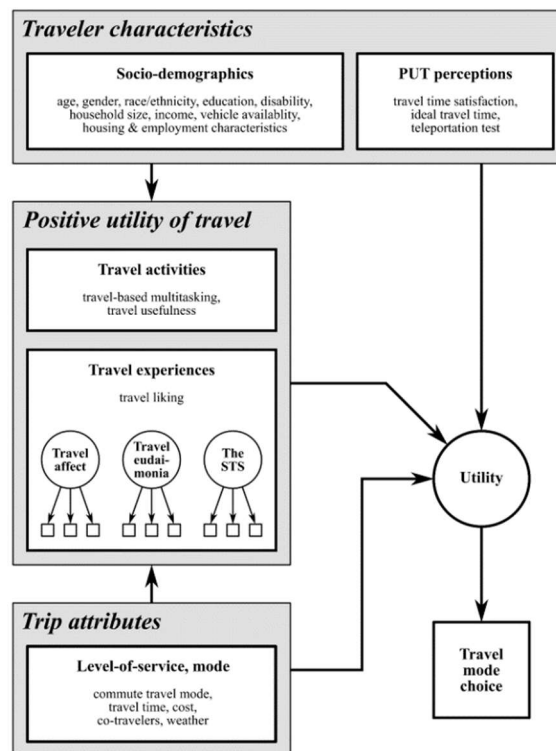 Traveler characteristics
Socio-demographics
age, gender, race/ethnicity, education, disability,
household size, income, vehicle availablity,
housing & employment characteristics
PUT perceptions
travel time satisfaction,
ideal travel time,
teleportation test
Positive utility of travel
Travel activities
travel-based multitasking,
travel usefulness
Travel experiences
travel liking
Travel
affect
Travel
eudai-
monia
The
STS
Utility
Trip attributes
Level-of-service, mode
commute travel mode,
travel time, cost,
co-travelers, weather
Travel
mode
choice